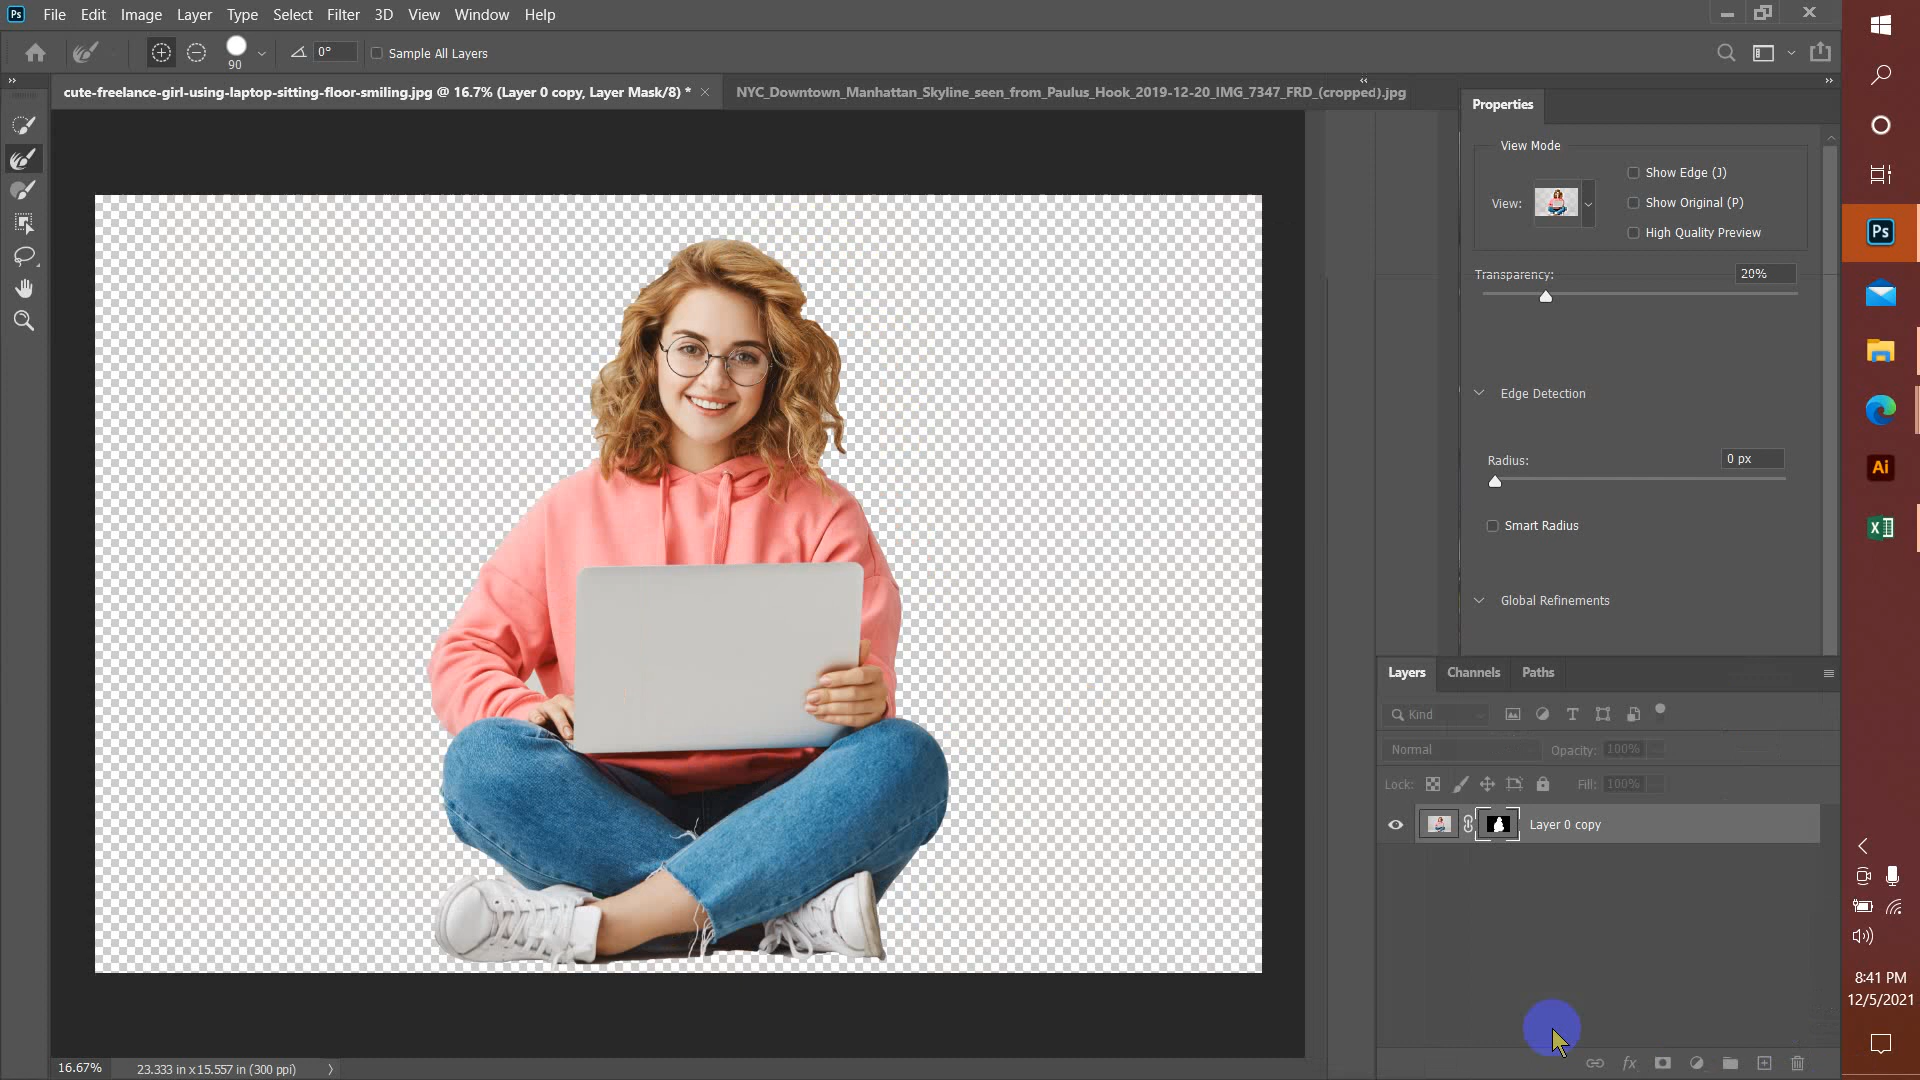 Ps File Edit Image Layer Type Select Filter 3D View Window Help
90 0° Sample All Layers
cute-freelance-girl-using-laptop-sitting-floor-smiling.jpg @ 16.7% (Layer 0 copy, Layer Mask/8) * NYC_Downtown_Manhattan_Skyline_seen_from_Paulus_Hook_2019-12-20_IMG_7347_FRD_(cropped).jpg
Properties
View Mode
Show Edge (J)
View: Show Original (P)
High Quality Preview
Transparency: 20%
Edge Detection
Radius: 0 px
Smart Radius
Global Refinements
Layers Channels Paths
Kind
Normal Opacity: 100%
Lock: Fill: 100%
Layer 0 copy
fx
16.67% 23.333 in x 15.557 in (300 ppi)
Ps
Ai
X
8:41 PM
12/5/2021